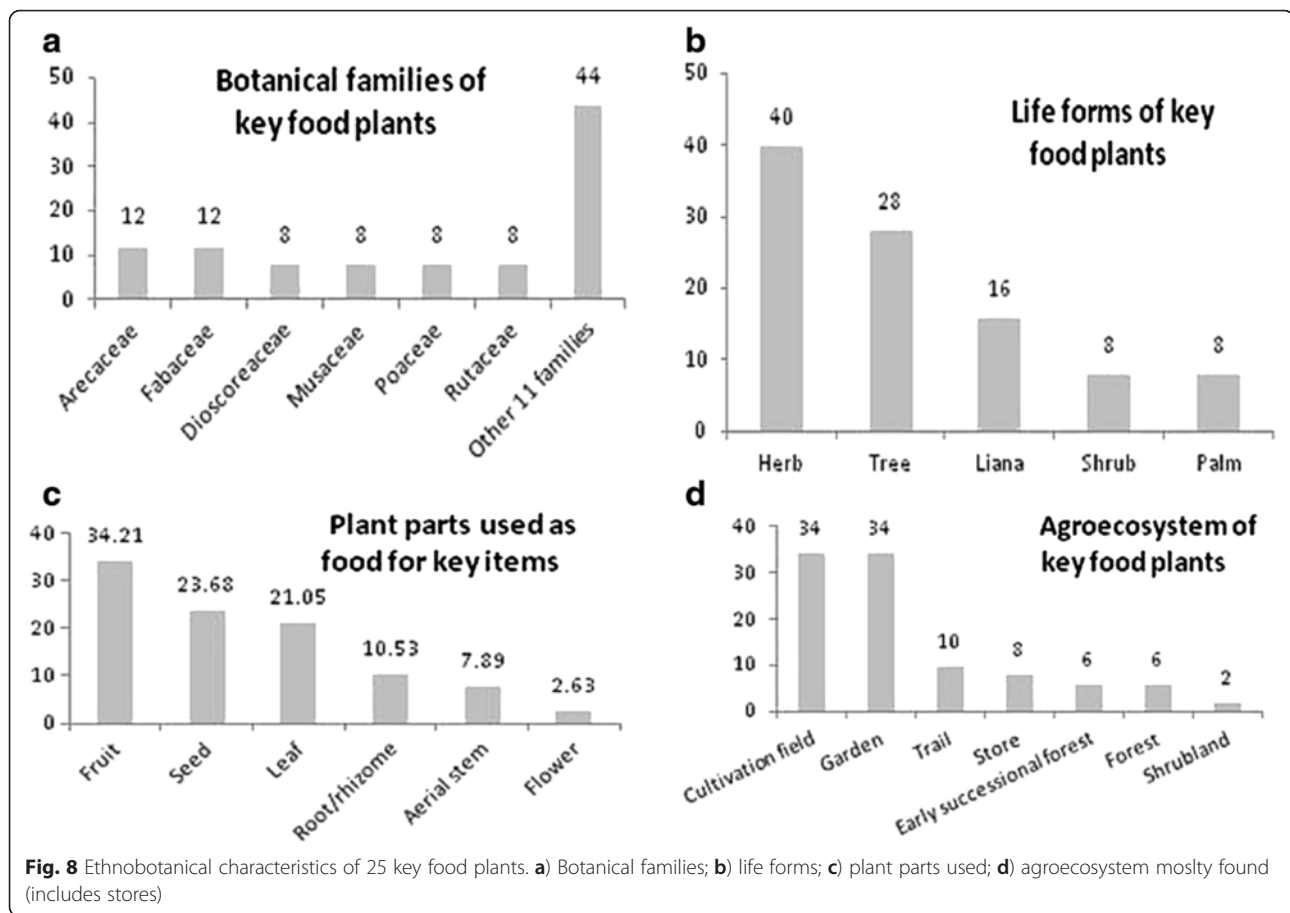 a
Botanical families of
key food plants
50
40
30
20
10
0
12
12
8
8
8
8
44
Arecaceae
Fabaceae
Dioscoreaceae
Musaceae
Poaceae
Rutaceae
Other 11 families
b
Life forms of key
food plants
50
40
30
20
10
0
40
28
16
8
8
Herb
Tree
Liana
Shrub
Palm
c
Plant parts used as
food for key items
40
30
20
10
0
34.21
23.68
21.05
10.53
7.89
2.63
Fruit
Seed
Leaf
Root/rhizome
Aerial stem
Flower
d
Agroecosystem of
key food plants
40
30
20
10
0
34
34
10
8
6
6
2
Cultivation field
Garden
Trail
Store
Early successional forest
Forest
Shrubland
Fig. 8 Ethnobotanical characteristics of 25 key food plants. a) Botanical families; b) life forms; c) plant parts used; d) agroecosystem moslty found
(includes stores)